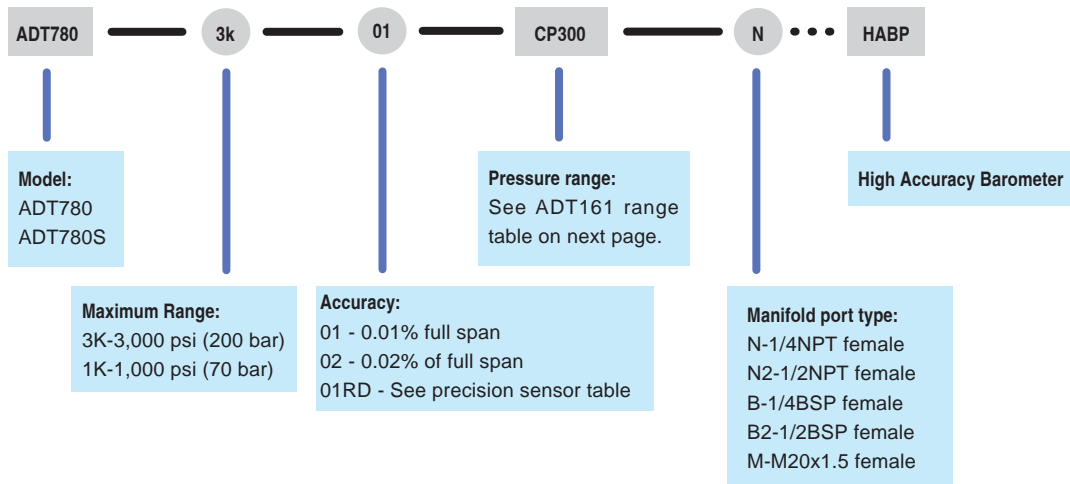 ADT780
3k
01
CP300
N
HABP
Model:
ADT780
ADT780S
Maximum Range:
3K-3,000 psi (200 bar)
1K-1,000 psi (70 bar)
Accuracy:
01 - 0.01% full span
02 - 0.02% of full span
01RD - See precision sensor table
Pressure range:
See ADT161 range
table on next page.
Manifold port type:
N-1/4NPT female
N2-1/2NPT female
B-1/4BSP female
B2-1/2BSP female
M-M20x1.5 female
High Accuracy Barometer